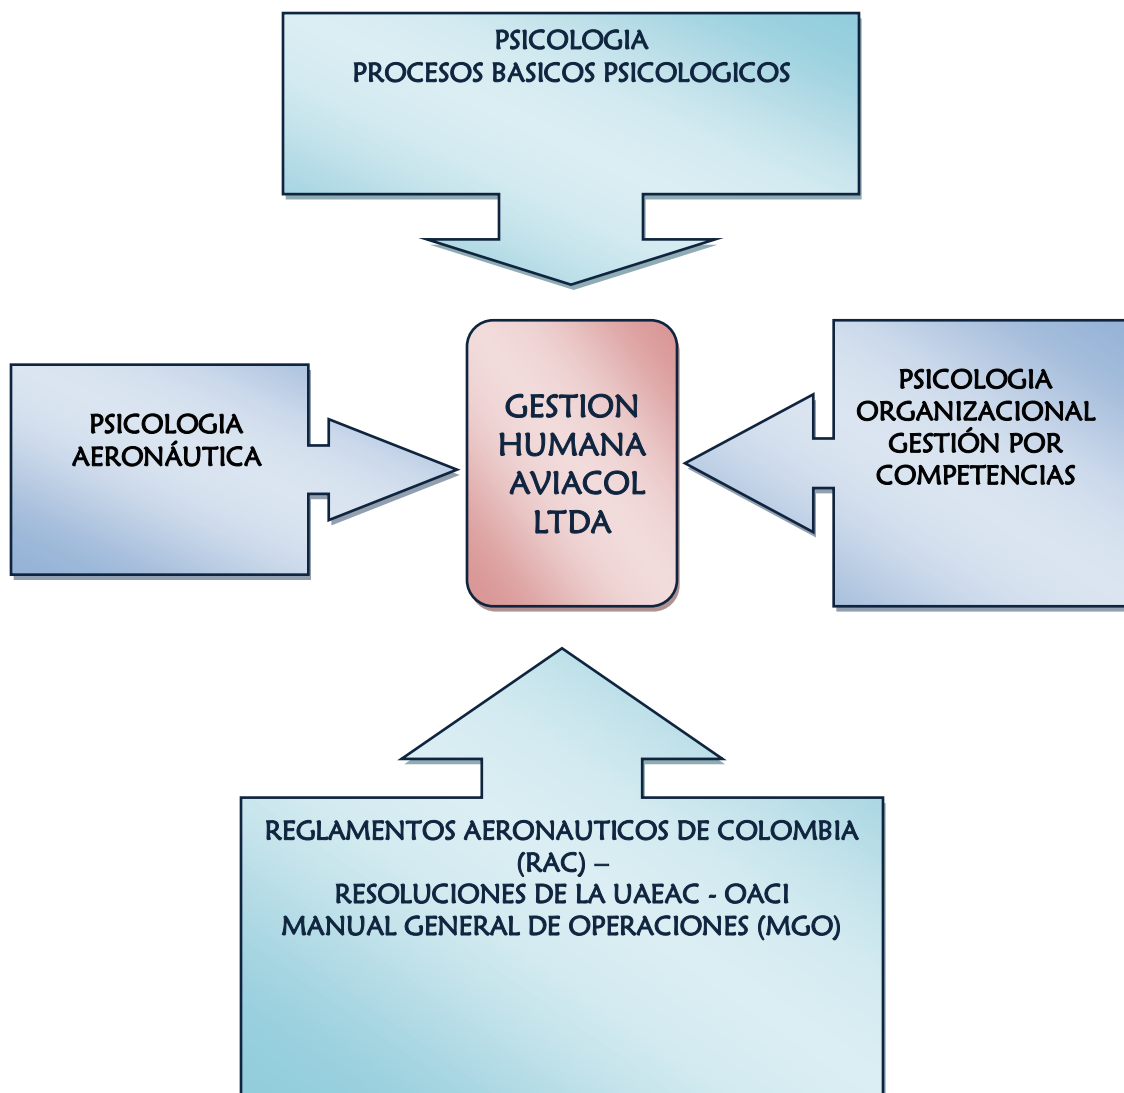 PSICOLOGIA
PROCESOS BASICOS PSICOLOGICOS
PSICOLOGIA
AERONÁUTICA
GESTION
HUMANA
AVIACOL
LTDA
PSICOLOGIA
ORGANIZACIONAL
GESTIÓN POR
COMPETENCIAS
REGLAMENTOS AERONAUTICOS DE COLOMBIA
(RAC) –
RESOLUCIONES DE LA UAEAC - OACI
MANUAL GENERAL DE OPERACIONES (MGO)